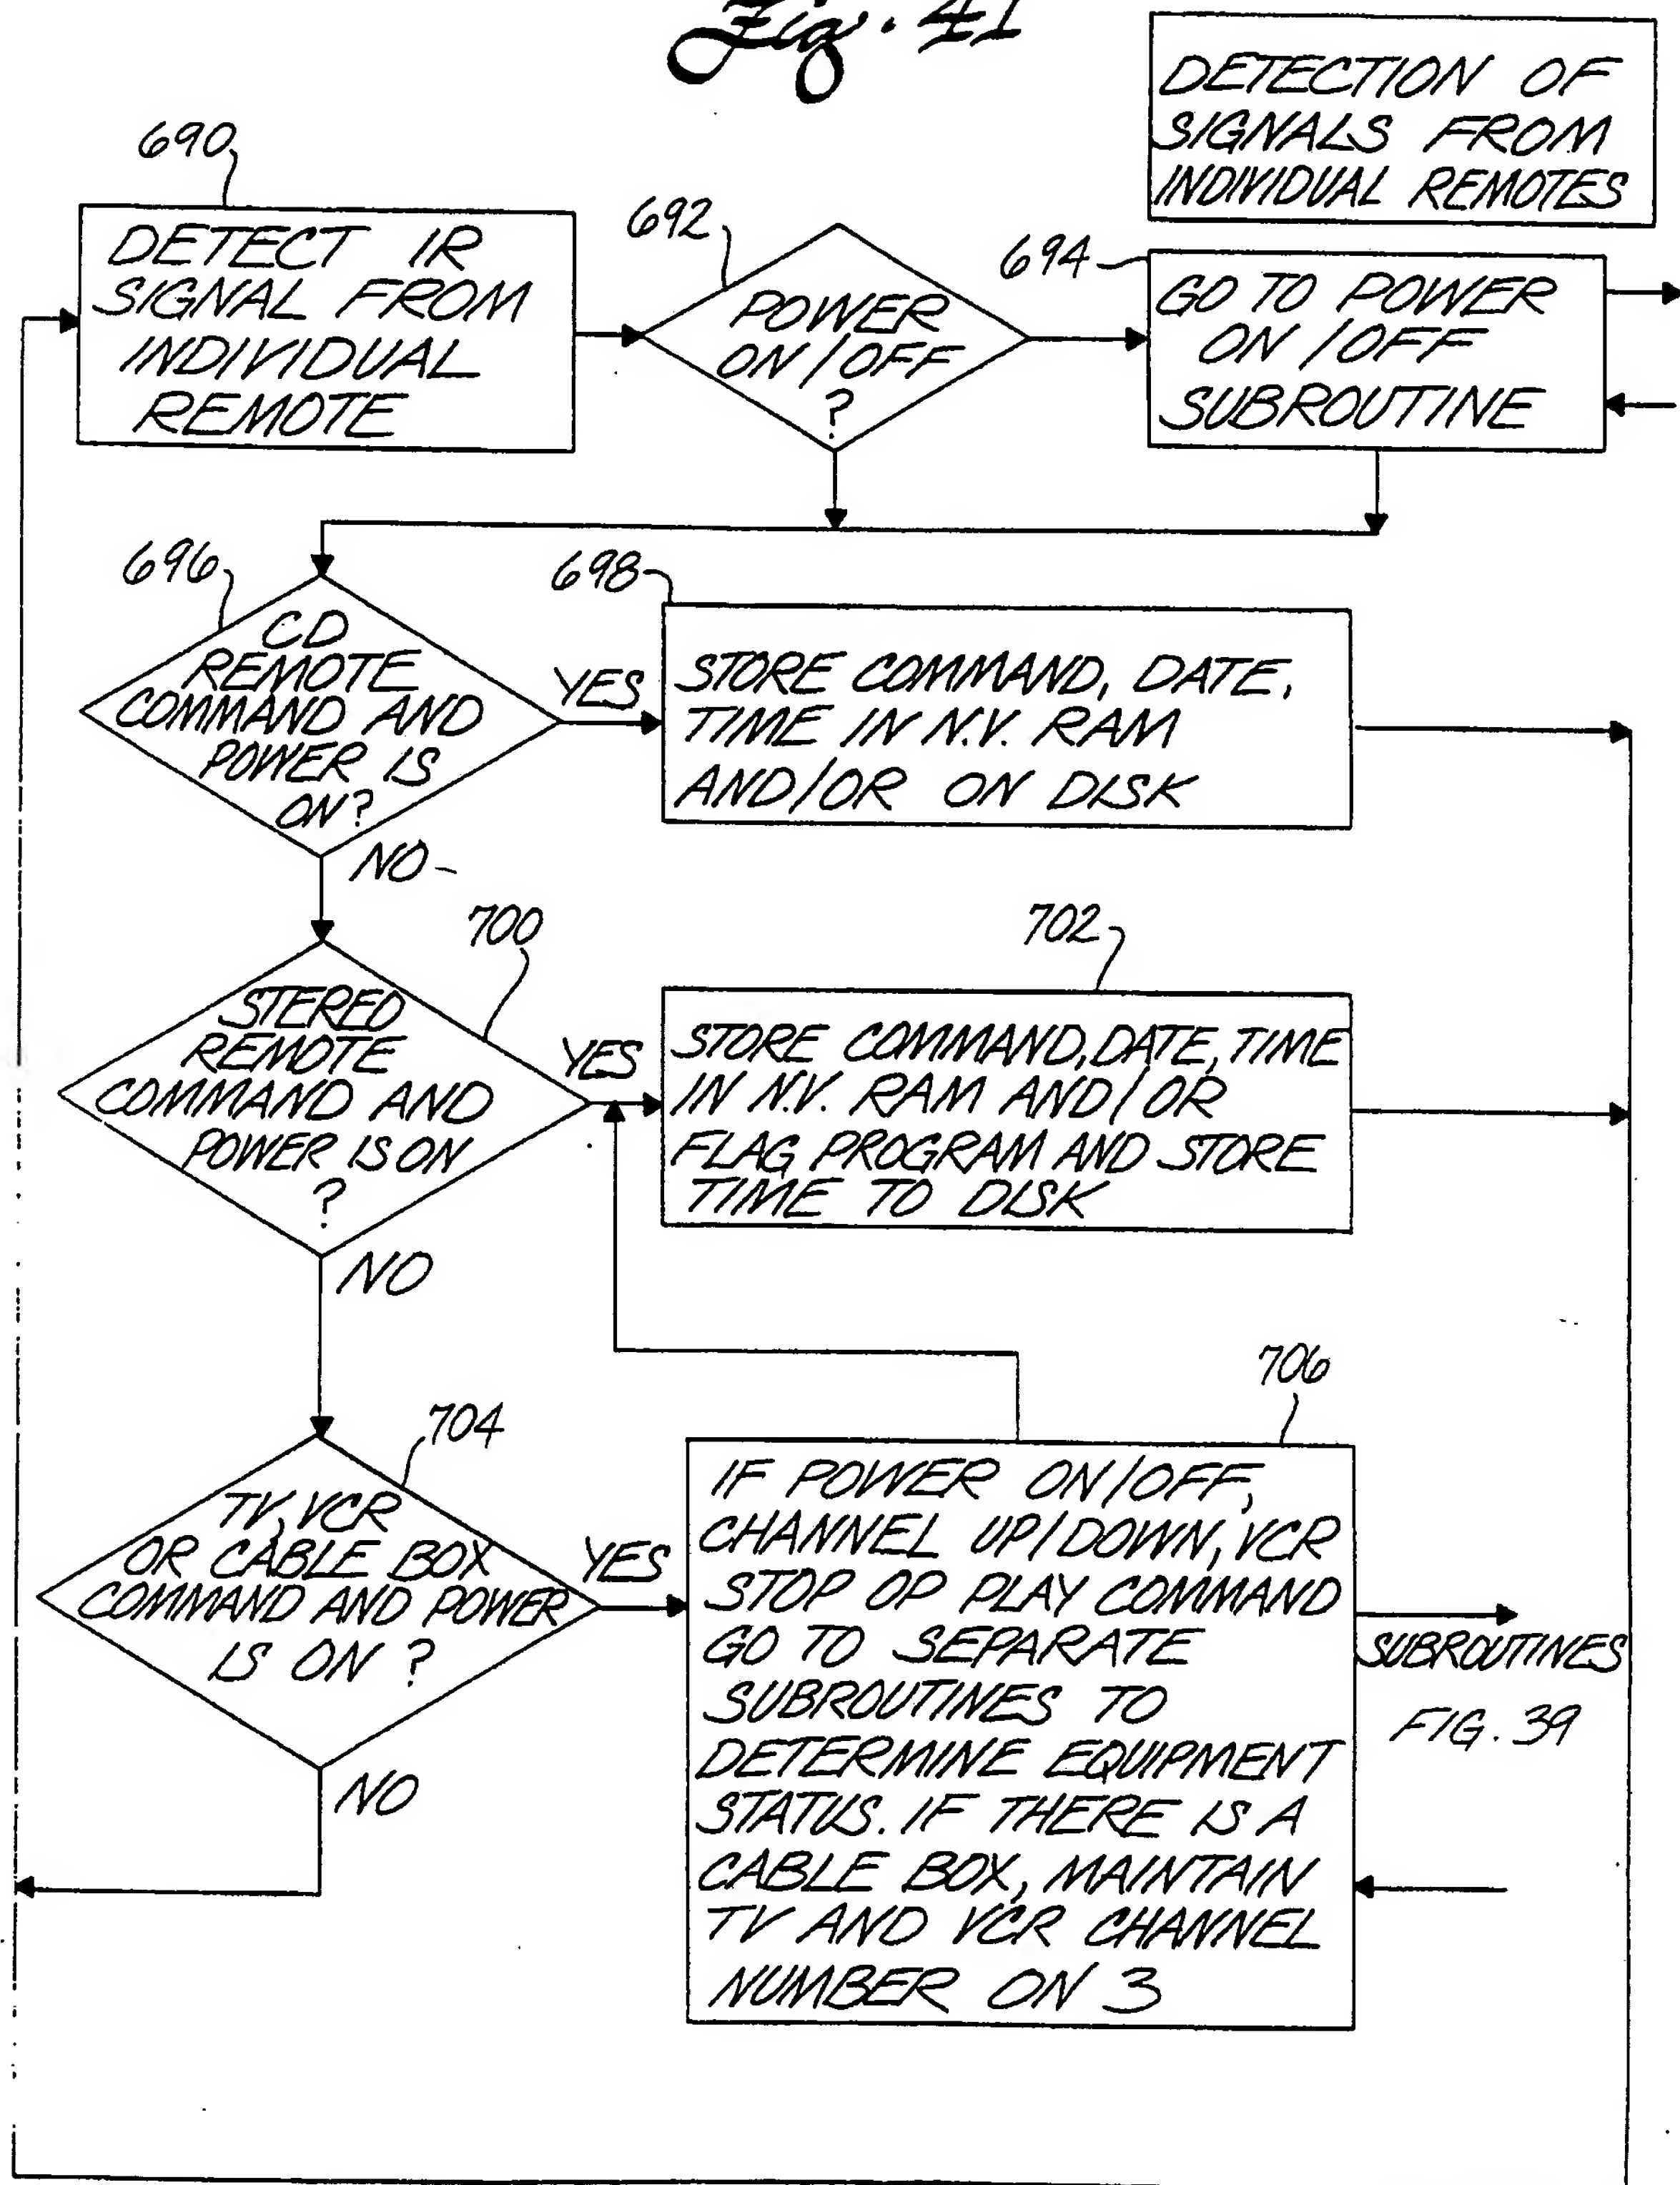 Fig. 41
DETECTION OF
SIGNALS FROM
INDIVIDUAL REMOTES
690
DETECT IR
SIGNAL FROM
INDIVIDUAL
REMOTE
692
POWER
ON/OFF
?
694
GO TO POWER
ON/OFF
SUBROUTINE
696
CD
REMOTE
COMMAND AND
POWER IS
ON?
YES
NO
698
STORE COMMAND, DATE,
TIME IN N.V. RAM
AND/OR ON DISK
700
STEREO
REMOTE
COMMAND AND
POWER IS ON
?
YES
NO
702
STORE COMMAND, DATE, TIME
IN N.V. RAM AND/OR
FLAG PROGRAM AND STORE
TIME TO DISK
704
TV, VCR
OR CABLE BOX
COMMAND AND POWER
IS ON ?
YES
NO
706
IF POWER ON/OFF,
CHANNEL UP/DOWN, VCR
STOP OP PLAY COMMAND
GO TO SEPARATE
SUBROUTINES TO
DETERMINE EQUIPMENT
STATUS. IF THERE IS A
CABLE BOX, MAINTAIN
TV AND VCR CHANNEL
NUMBER ON 3
SUBROUTINES
FIG. 39